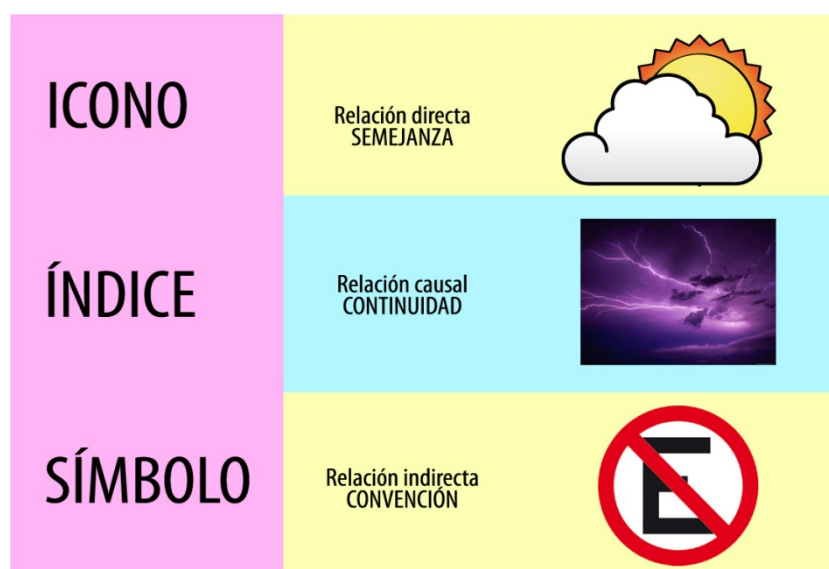 ICONO
Relación directa
SEMEJANZA
ÍNDICE
Relación causal
CONTINUIDAD
SÍMBOLO
Relación indirecta
CONVENCIÓN
E